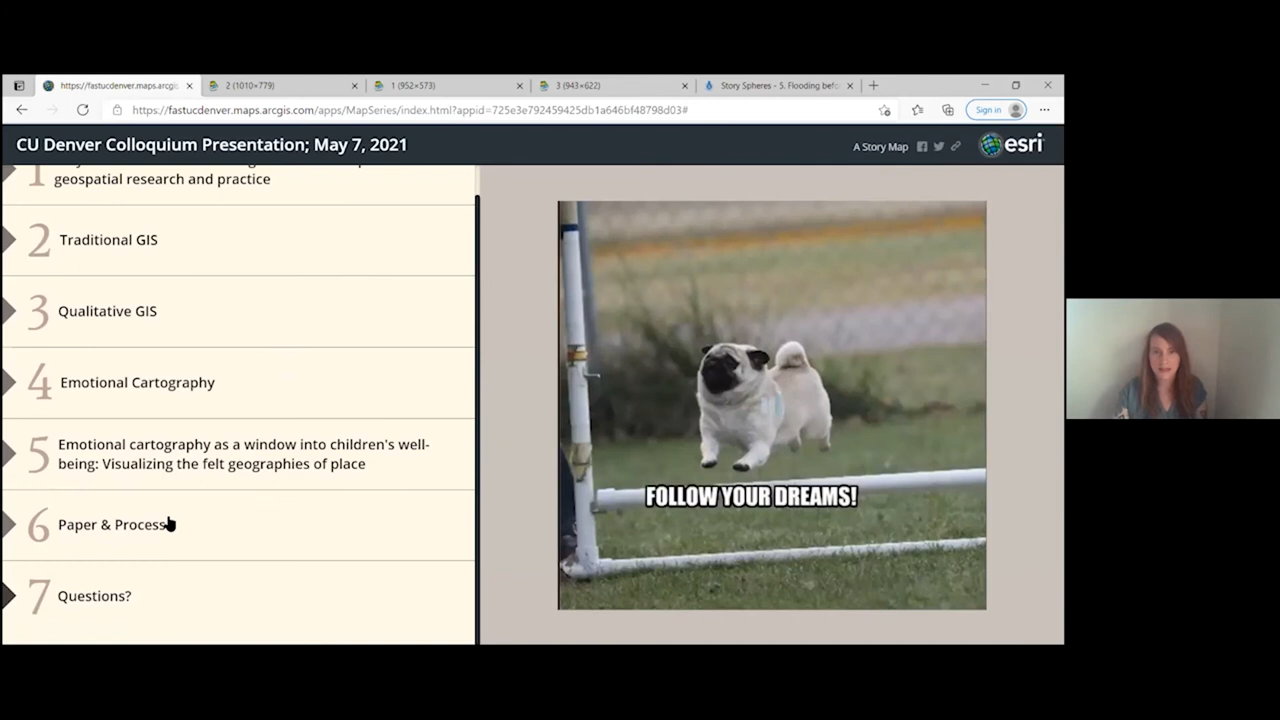 https://fastucdenver.maps.arcgis
2 (1010×779)
1 (952×573)
3 (943×622)
Story Spheres - 5. Flooding befo
https://fastucdenver.maps.arcgis.com/apps/MapSeries/index.html?appid=725e3e792459425db1a646bf48798d03#
Sign in
CU Denver Colloquium Presentation; May 7, 2021
A Story Map
esri
1
geospatial research and practice
2 Traditional GIS
3 Qualitative GIS
4 Emotional Cartography
5 Emotional cartography as a window into children's well-
being: Visualizing the felt geographies of place
6 Paper & Process
7 Questions?
FOLLOW YOUR DREAMS!